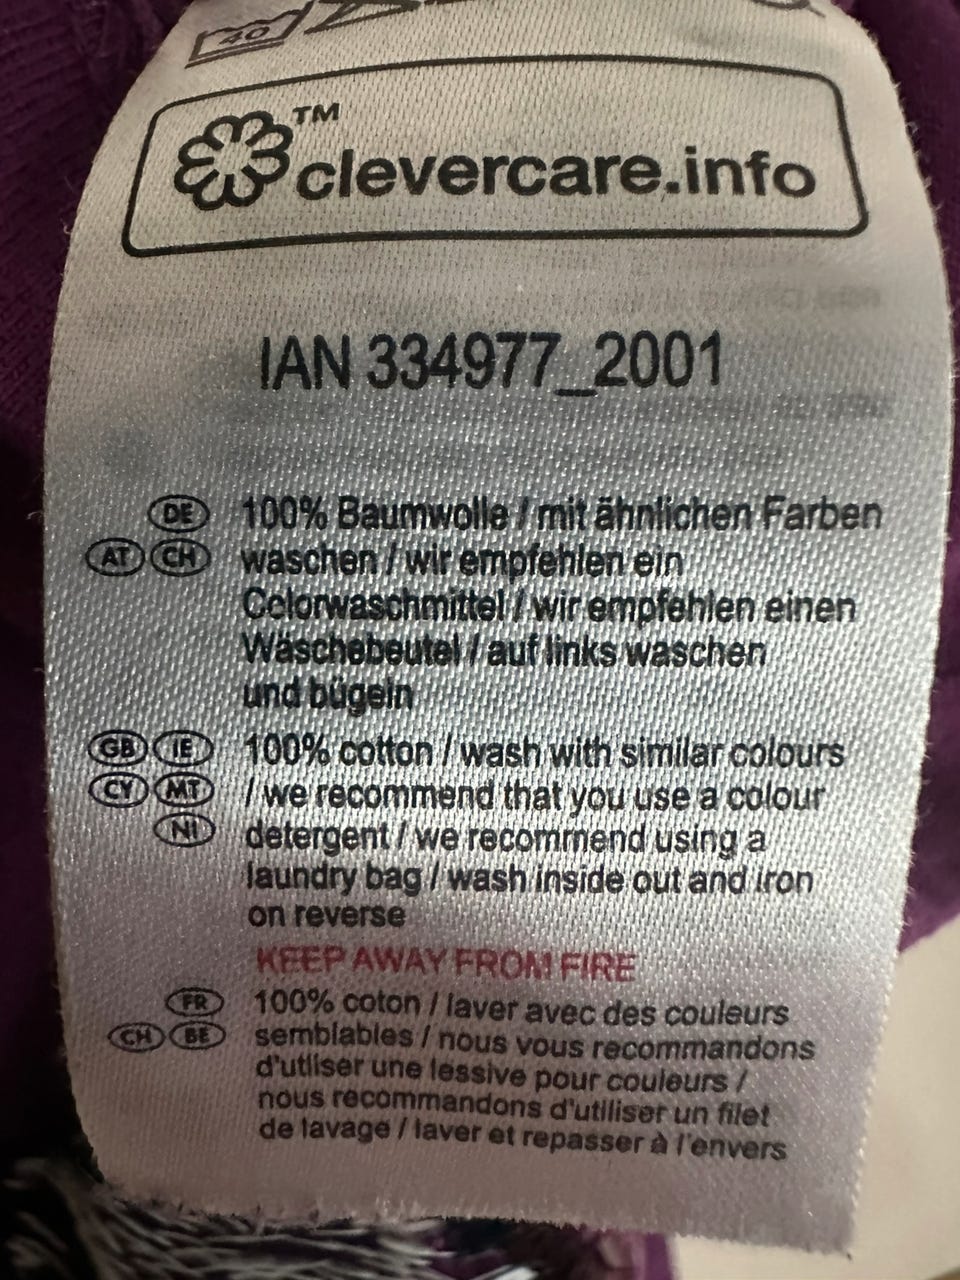 40
™clevercare.info
IAN 334977_2001
DE 100% Baumwolle / mit ähnlichen Farben
AT CH waschen / wir empfehlen ein
Colorwaschmittel / wir empfehlen einen
Wäschebeutel / auf links waschen
und bügeln
GB IE 100% cotton / wash with similar colours
CY MT / we recommend that you use a colour
NI detergent / we recommend using a
laundry bag / wash inside out and iron
on reverse
KEEP AWAY FROM FIRE
FR 100% coton / laver avec des couleurs
CH BE semblables / nous vous recommandons
d'utliser une lessive pour couleurs /
nous recommandons d'utiliser un filet
de lavage / laver et repasser à l'envers